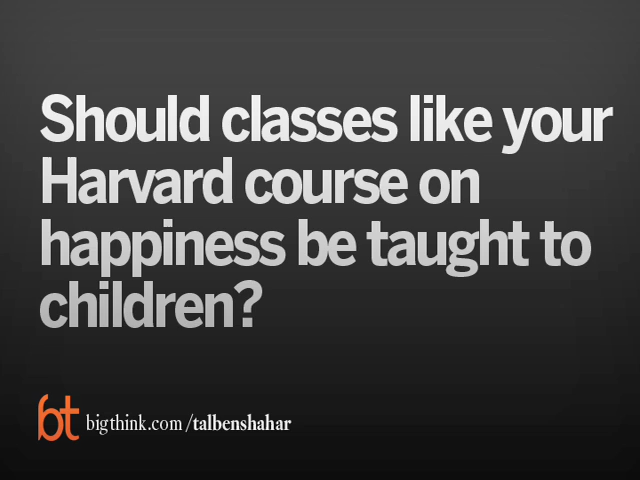 Should classes like your
Harvard course on
happiness be taught to
children?
bt bigthink.com/talbenshahar